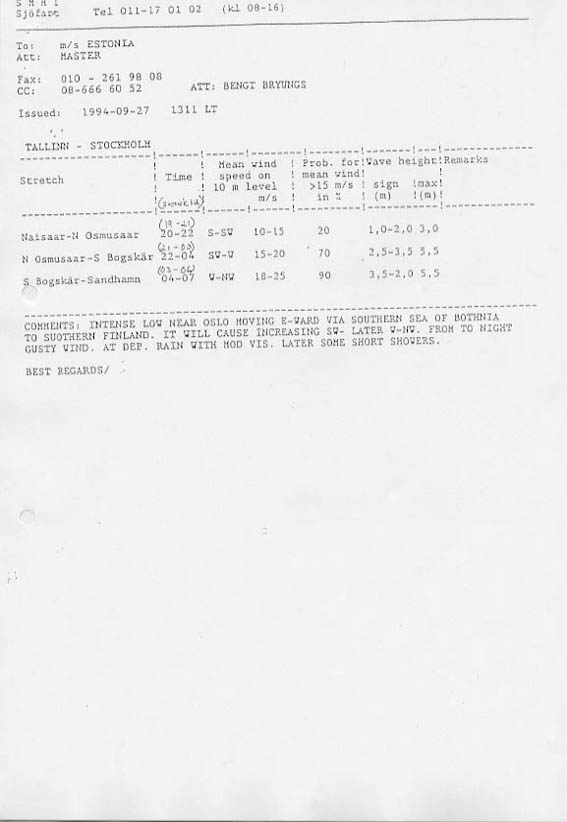 S M H I
Sjöfart Tel 011-17 01 02 (kl 08-16)
To: m/s ESTONIA
Att: MASTER
Fax: 010 - 261 98 08
CC: 08-666 60 52 ATT: BENGT BRYUNGS
Issued: 1994-09-27 1311 LT
TALLINN - STOCKHOLM
Mean wind ! Prob. for!Wave height!Remarks
Stretch ! Time ! speed on ! mean wind! !
10 m level ! >15 m/s ! sign !max!
m/s ! in % ! (m) !(m)!
(19-21)
Naisaar-N Osmusaar 20-22 S-SW 10-15 20 1,0-2,0 3,0
(21-03)
N Osmusaar-S Bogskär 22-04 SW-W 15-20 70 2,5-3,5 5,5
(03-06)
S Bogskär-Sandhamn 04-07 W-NW 18-25 90 3,5-2,0 5,5
COMMENTS: INTENSE LOW NEAR OSLO MOVING E-WARD VIA SOUTHERN SEA OF BOTHNIA
TO SUOTHERN FINLAND. IT WILL CAUSE INCREASING SW- LATER W-NW. FROM TO NIGHT
GUSTY WIND. AT DEP. RAIN WITH MOD VIS. LATER SOME SHORT SHOWERS.
BEST REGARDS/